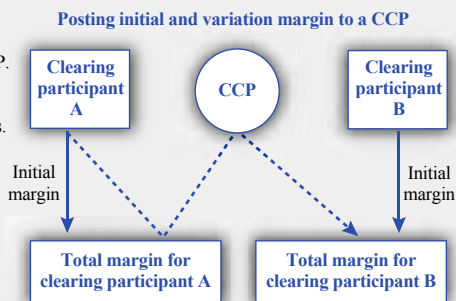 Posting initial and variation margin to a CCP
P.
s.
Clearing
participant
A
CCP
Clearing
participant
B
Initial
margin
Initial
margin
Total margin for
clearing participant A
Total margin for
clearing participant B